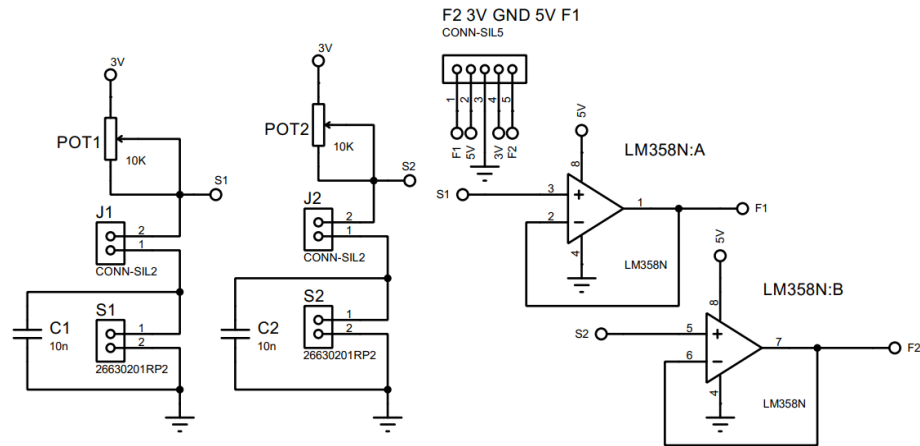 F2 3V GND 5V F1
CONN-SIL5
1
2
3
4
5
F1
5V
3V
F2
3V
POT1
10K
S1
J1
2
1
CONN-SIL2
C1
10n
S1
1
2
26630201RP2
3V
POT2
10K
S2
J2
2
1
CONN-SIL2
C2
10n
S2
1
2
26630201RP2
5V
LM358N:A
8
S1
3
2
1
F1
4
LM358N
5V
LM358N:B
8
S2
5
6
7
F2
4
LM358N